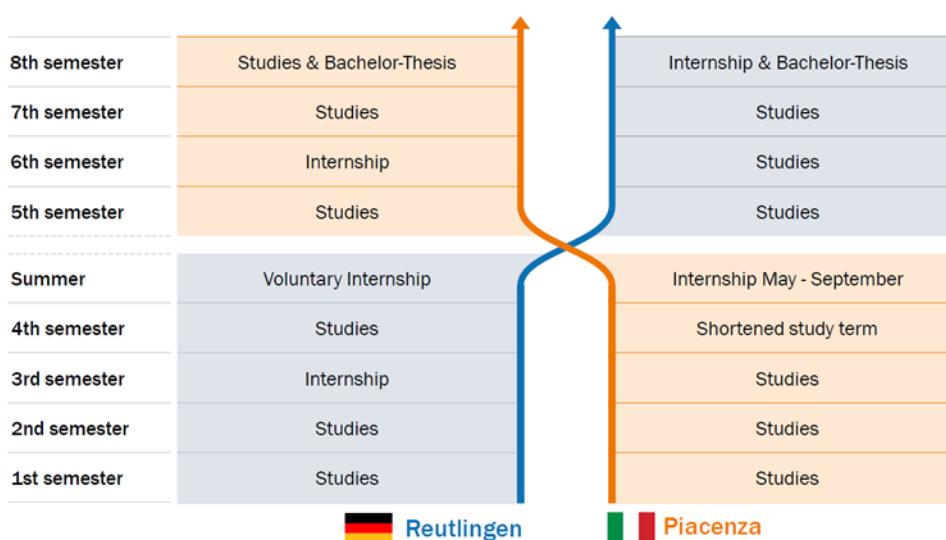 8th semester Studies & Bachelor-Thesis Internship & Bachelor-Thesis
7th semester Studies Studies
6th semester Internship Studies
5th semester Studies Studies
Summer Voluntary Internship Internship May - September
4th semester Studies Shortened study term
3rd semester Internship Studies
2nd semester Studies Studies
1st semester Studies Studies
Reutlingen Piacenza